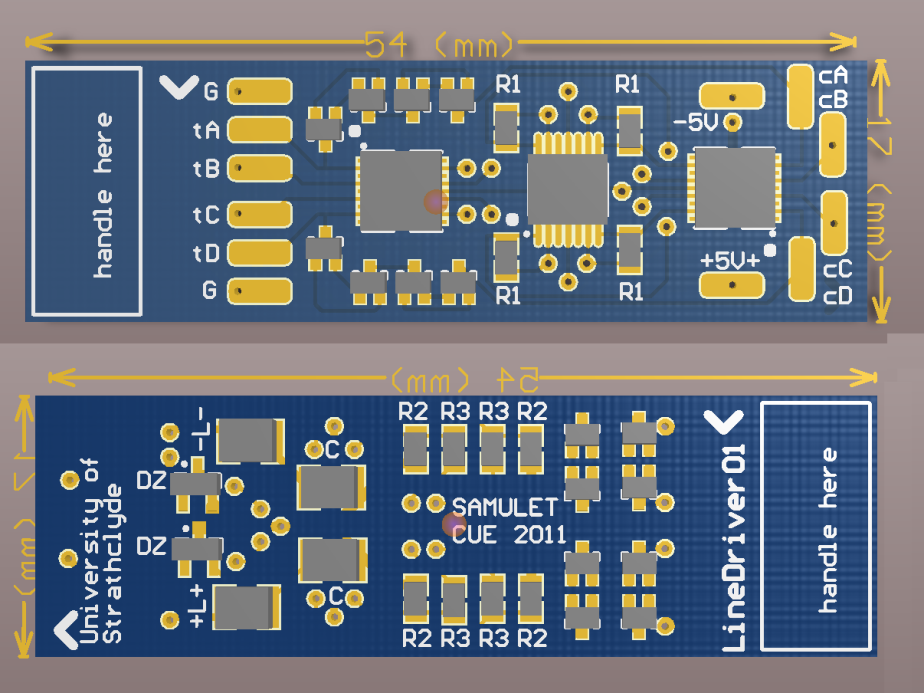 54 (mm)
handle here
G
tA
tB
tC
tD
G
R1
R1
R1
R1
-5V
+5V+
cA
cB
cC
cD
17 (mm)
54 (mm)
University of
Strathclyde
DZ
DZ
-L-
+L+
C
C
R2 R3 R3 R2
SAMULET
CUE 2011
R2 R3 R3 R2
LineDriver01
handle here
17 (mm)